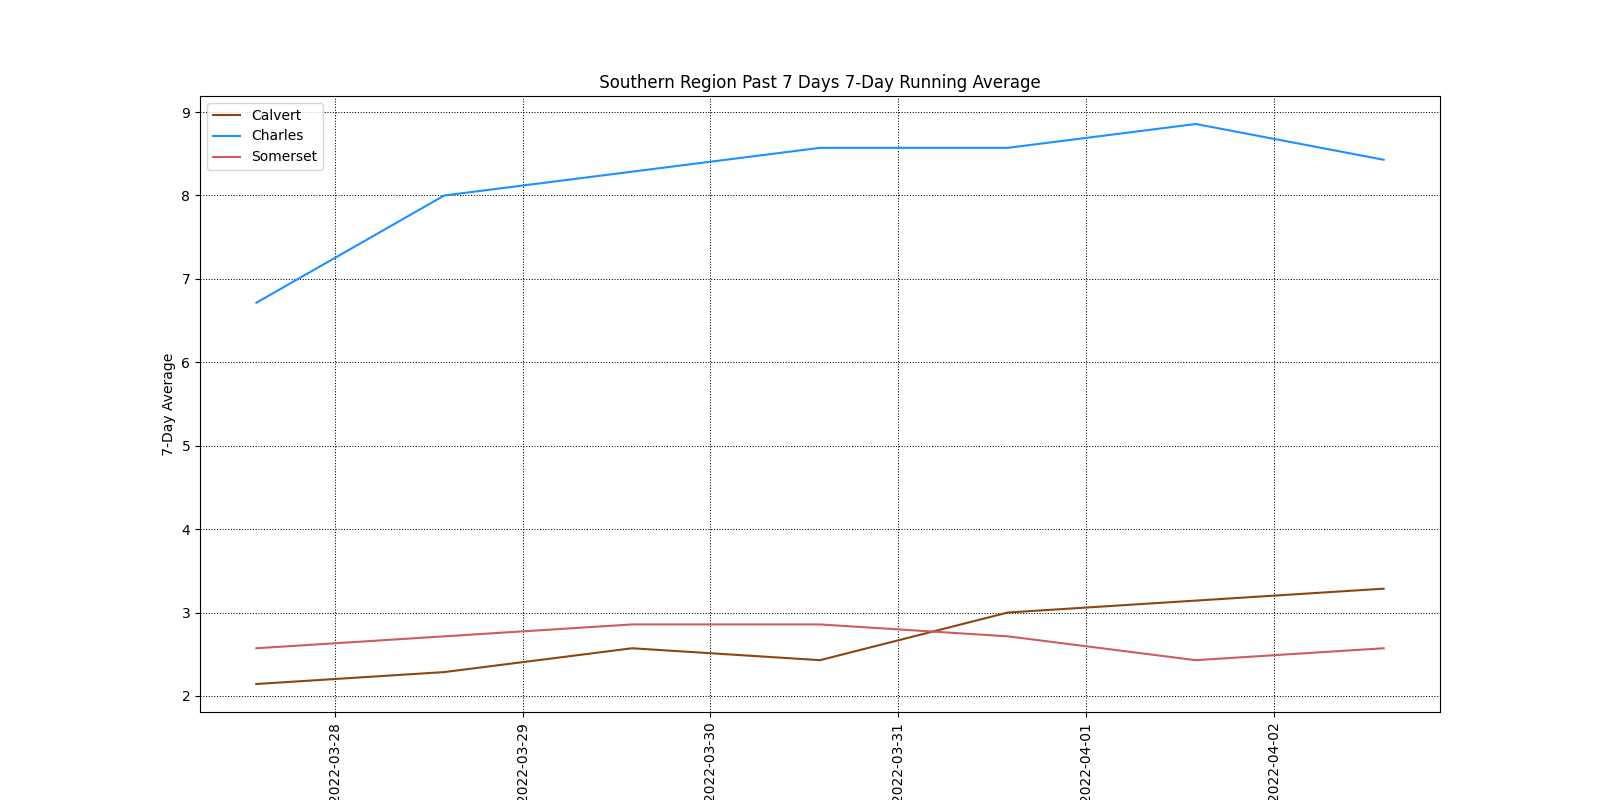 Southern Region Past 7 Days 7-Day Running Average
Calvert
Charles
Somerset
7-Day Average
9
8
7
6
5
4
3
2
2022-03-28
2022-03-29
2022-03-30
2022-03-31
2022-04-01
2022-04-02